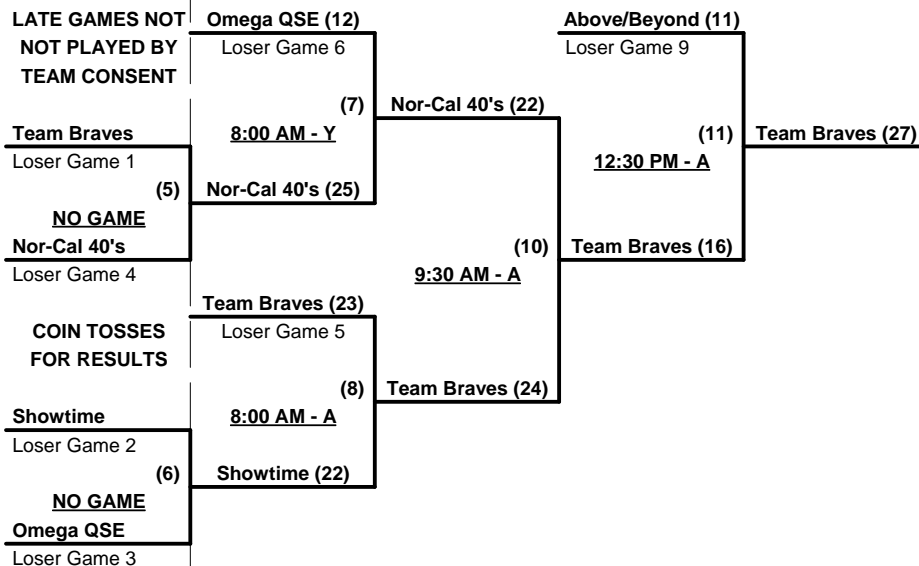 LATE GAMES NOT
NOT PLAYED BY
TEAM CONSENT
Omega QSE (12)
Loser Game 6
Above/Beyond (11)
Loser Game 9
(7)
8:00 AM - Y
Nor-Cal 40's (22)
Team Braves
Loser Game 1
(11)
12:30 PM - A
Team Braves (27)
(5)
NO GAME
Nor-Cal 40's (25)
Nor-Cal 40's
Loser Game 4
(10)
9:30 AM - A
Team Braves (16)
Team Braves (23)
Loser Game 5
COIN TOSSES
FOR RESULTS
(8)
8:00 AM - A
Team Braves (24)
Showtime
Loser Game 2
(6)
NO GAME
Showtime (22)
Omega QSE
Loser Game 3